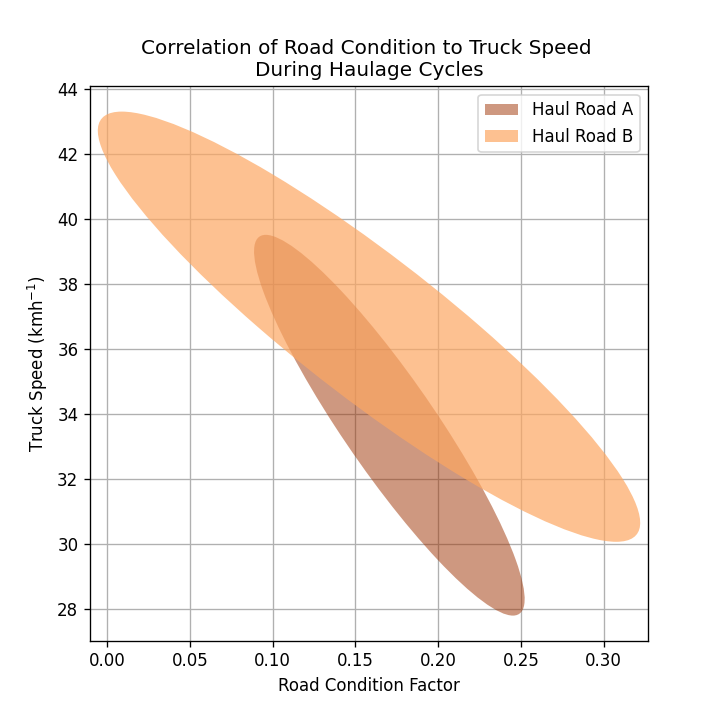 Correlation of Road Condition to Truck Speed
During Haulage Cycles
Haul Road A
Haul Road B
44
42
40
38
36
34
32
30
28
Truck Speed (kmh⁻¹)
0.00 0.05 0.10 0.15 0.20 0.25 0.30
Road Condition Factor